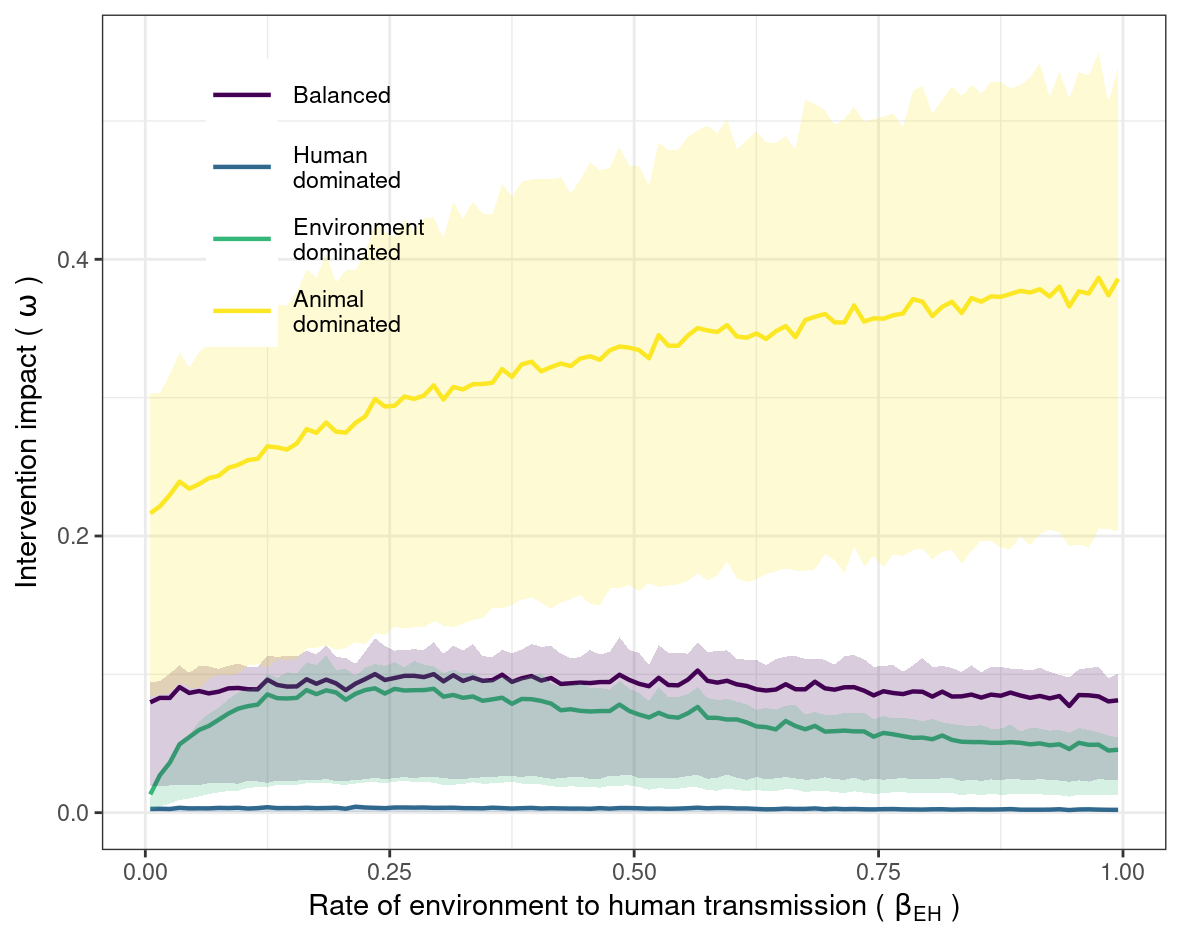 Balanced
Human
dominated
Environment
dominated
Animal
dominated
Intervention impact ( ω )
0.4
0.2
0.0
0.00 0.25 0.50 0.75 1.00
Rate of environment to human transmission ( βEH )